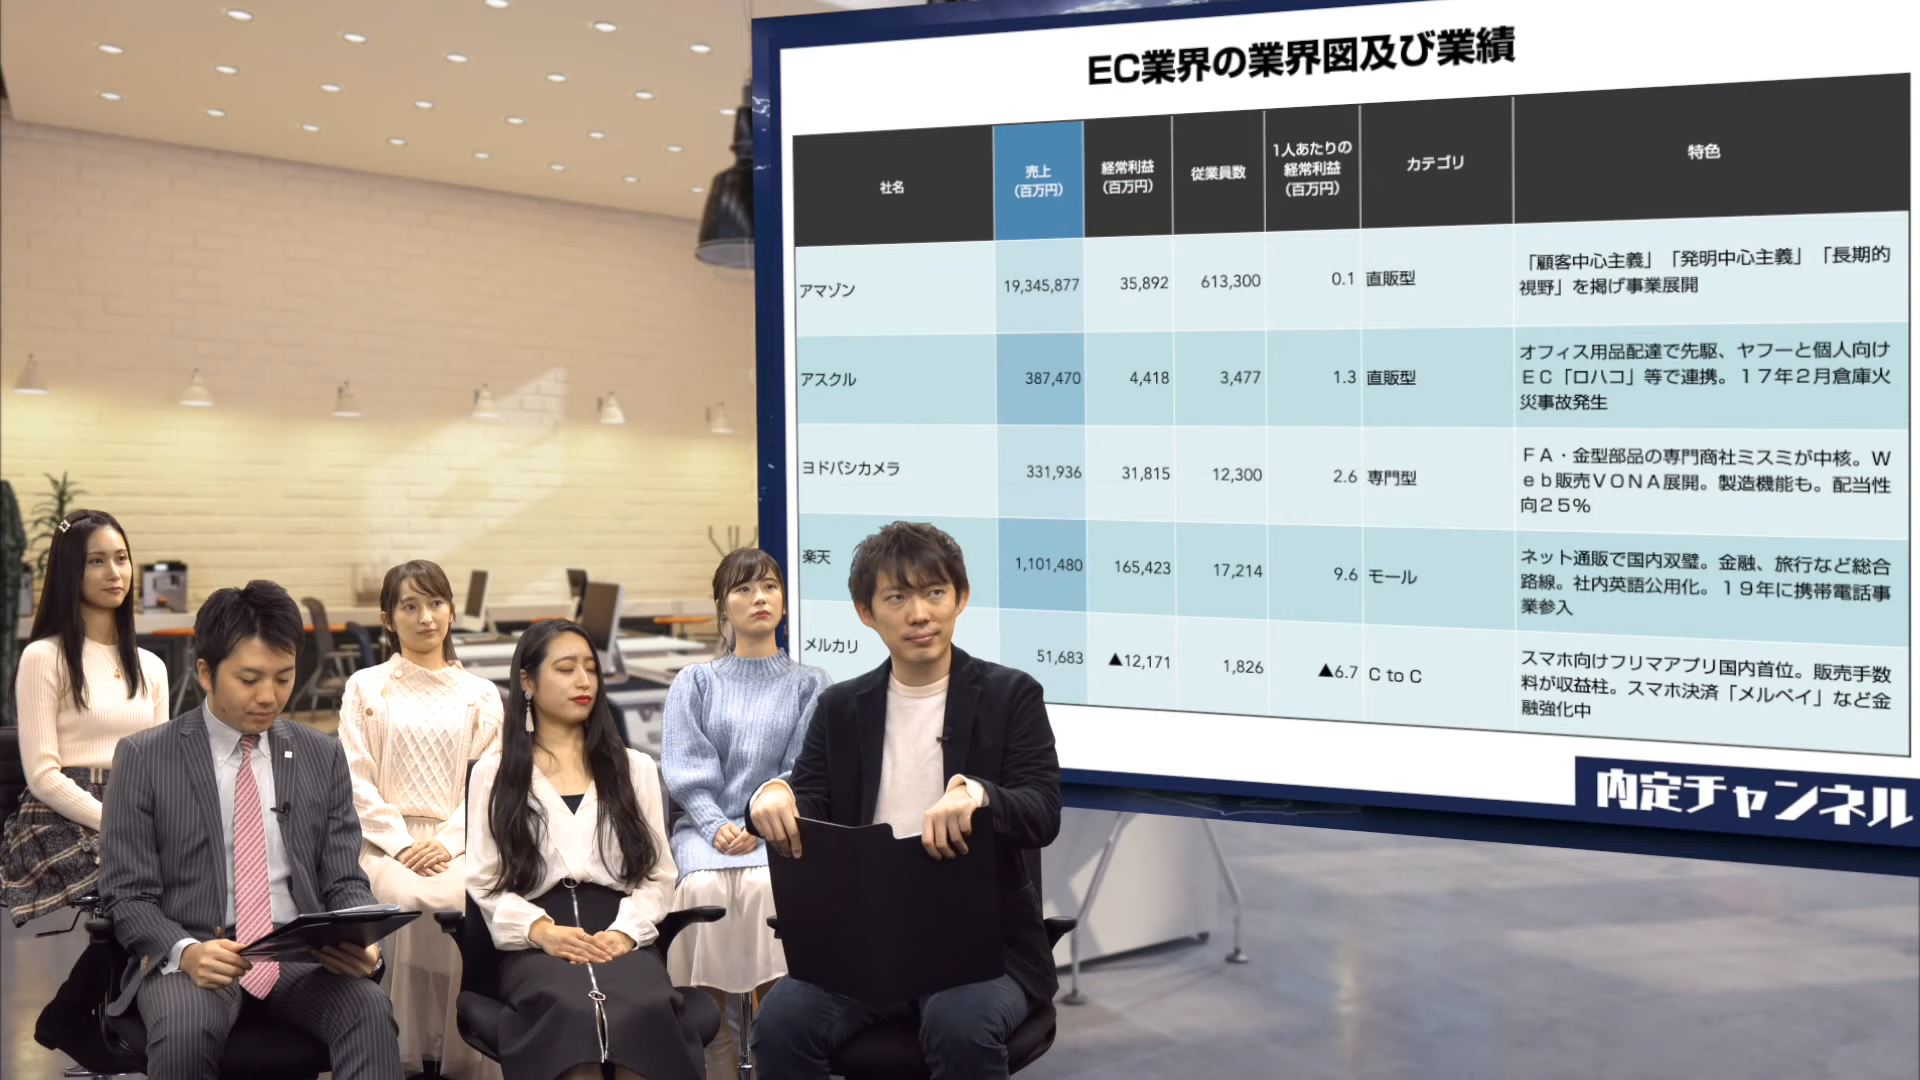 EC業界の業界図及び業績
社名
売上
（百万円）
経常利益
（百万円）
従業員数
1人あたりの
経常利益
（百万円）
カテゴリ
特色
アマゾン
19,345,877
35,892
613,300
0.1
直販型
「顧客中心主義」「発明中心主義」「長期的
視野」を掲げ事業展開
アスクル
387,470
4,418
3,477
1.3
直販型
オフィス用品配達で先駆、ヤフーと個人向け
ＥＣ「ロハコ」等で連携。１７年２月倉庫火
災事故発生
ヨドバシカメラ
331,936
31,815
12,300
2.6
専門型
ＦＡ・金型部品の専門商社ミスミが中核。Ｗ
ｅｂ販売ＶＯＮＡ展開。製造機能も。配当性
向２５％
楽天
1,101,480
165,423
17,214
9.6
モール
ネット通販で国内双璧。金融、旅行など総合
路線。社内英語公用化。１９年に携帯電話事
業参入
メルカリ
51,683
▲12,171
1,826
▲6.7
C to C
スマホ向けフリマアプリ国内首位。販売手数
料が収益柱。スマホ決済「メルペイ」など金
融強化中
内定チャンネル